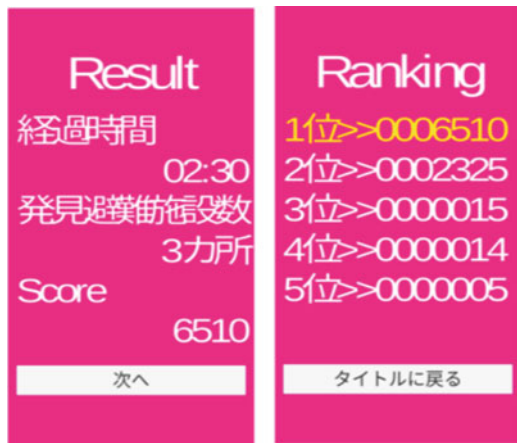 Result
経過時間
02:30
発見避難施設数
3カ所
Score
6510
次へ
Ranking
1位>>0006510
2位>>0002325
3位>>0000015
4位>>0000014
5位>>0000005
タイトルに戻る